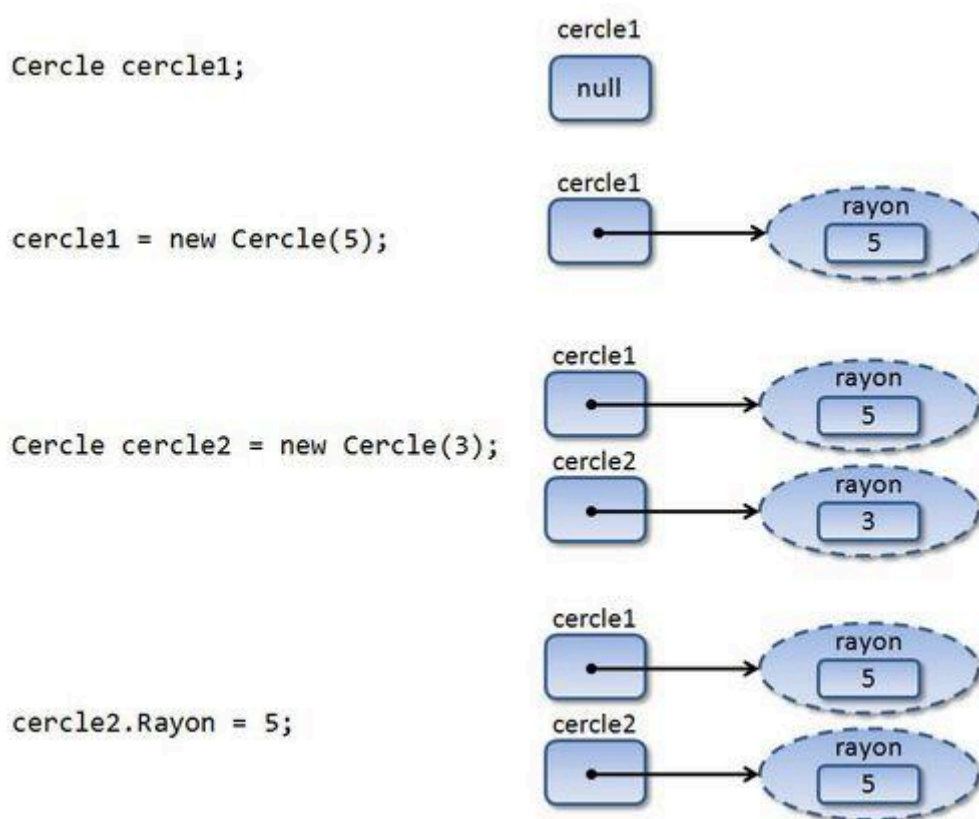 cercle1
Cercle cercle1;
null
cercle1
rayon
cercle1 = new Cercle(5);
5
cercle1
rayon
5
Cercle cercle2 = new Cercle(3);
cercle2
rayon
3
cercle1
rayon
5
cercle2.Rayon = 5;
cercle2
rayon
5